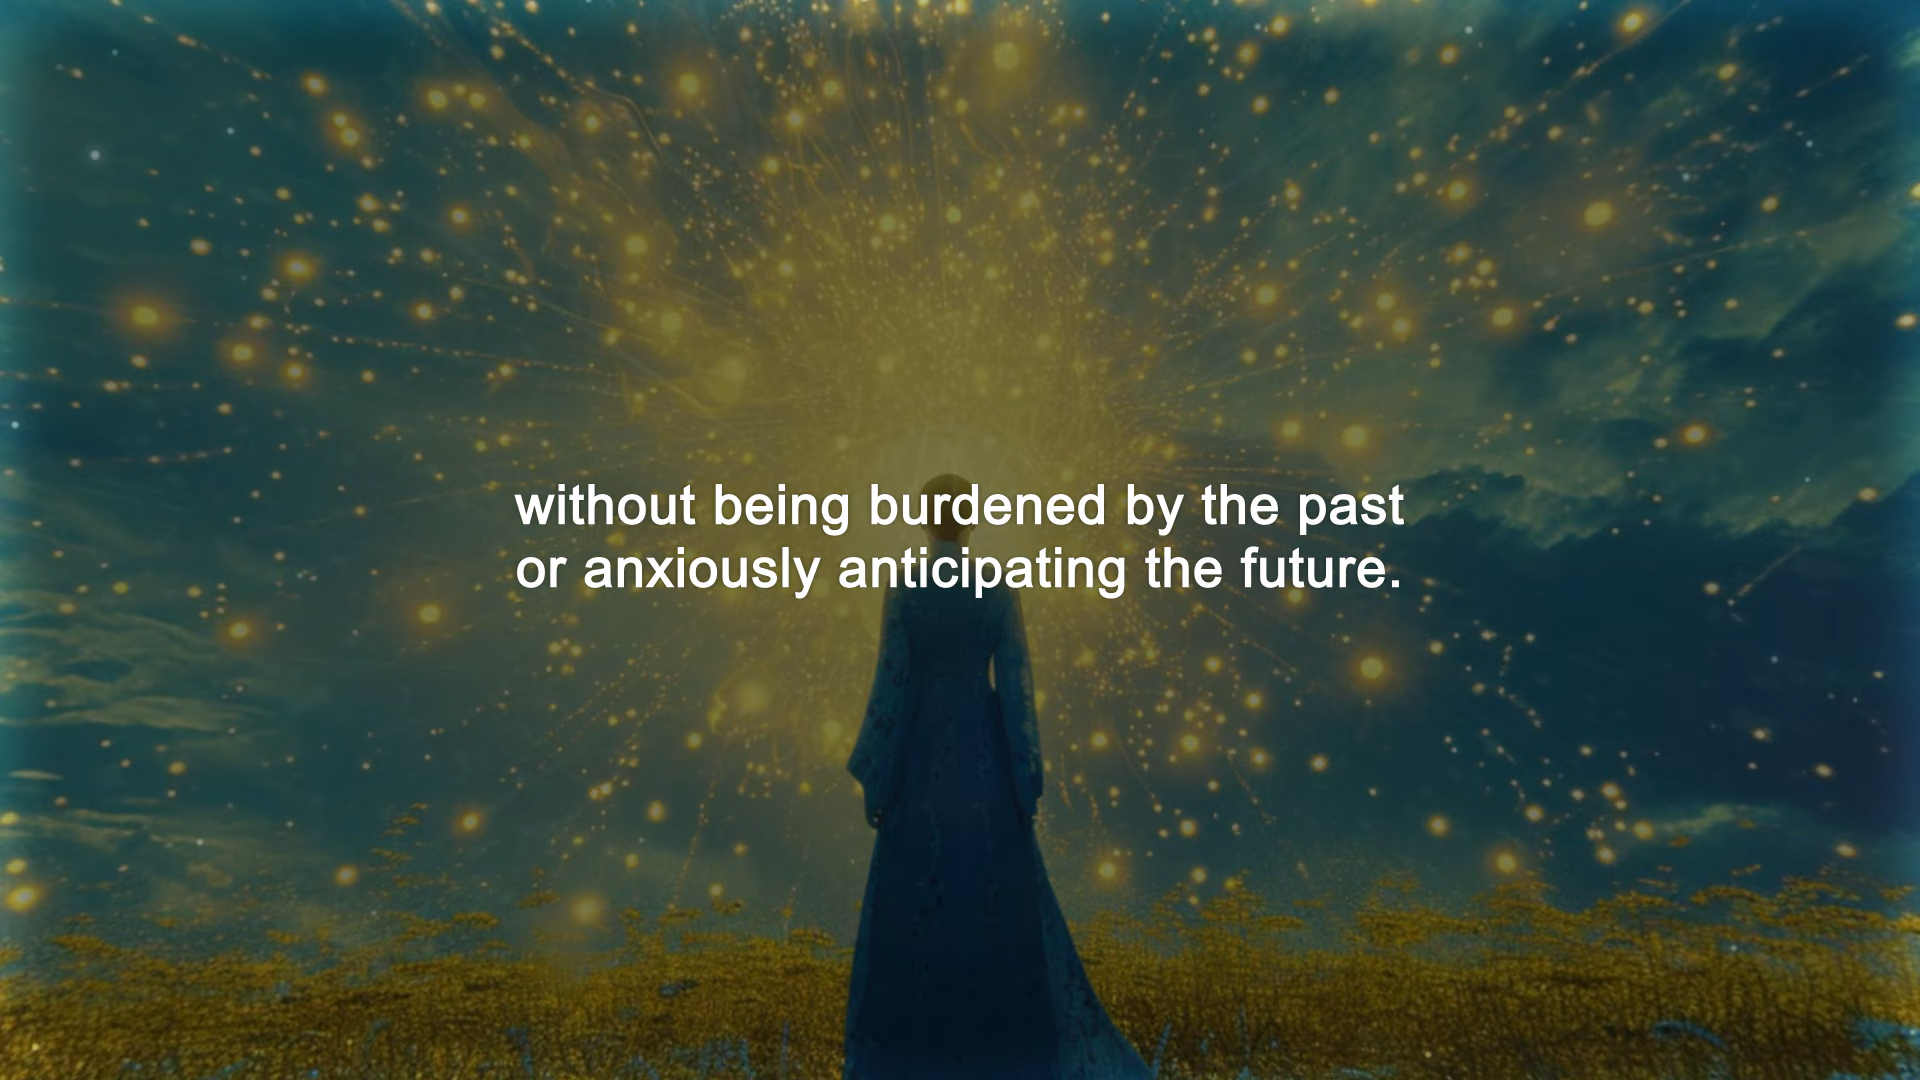 without being burdened by the past
or anxiously anticipating the future.